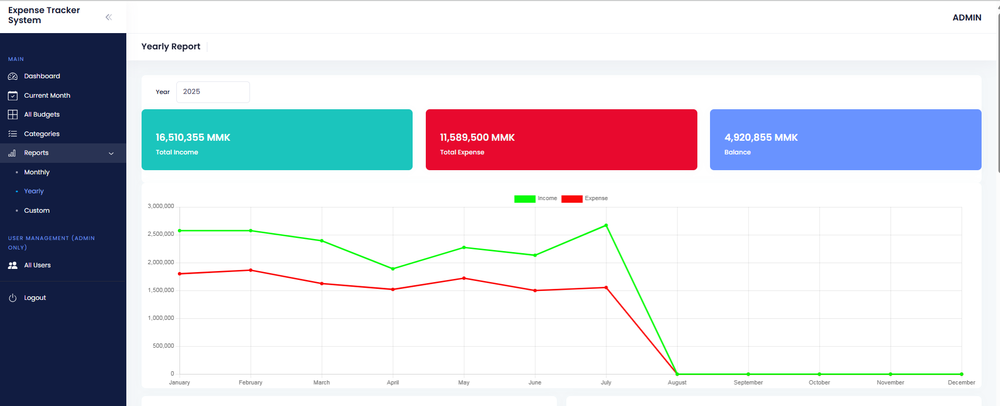 Expense Tracker
System
ADMIN
Yearly Report
MAIN
Dashboard
Current Month
All Budgets
Categories
Reports
Monthly
Yearly
Custom
USER MANAGEMENT (ADMIN
ONLY)
All Users
Logout
Year 2025
16,510,355 MMK
Total Income
11,589,500 MMK
Total Expense
4,920,855 MMK
Balance
Income Expense
3,000,000
2,500,000
2,000,000
1,500,000
1,000,000
500,000
0
January February March April May June July August September October November December